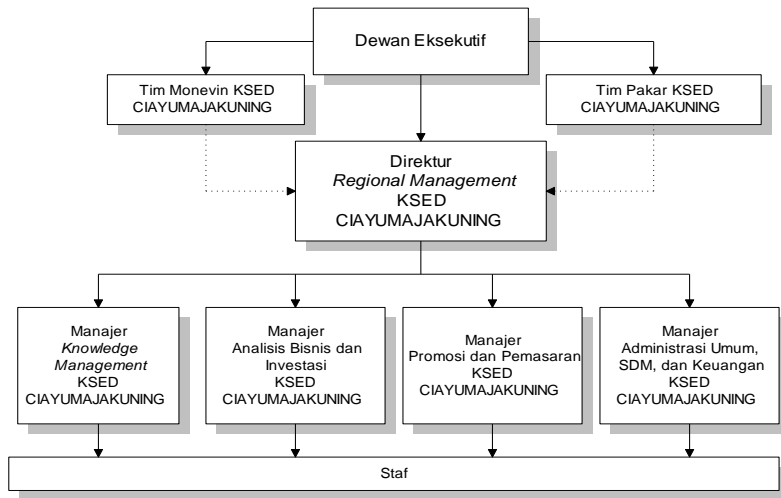 Dewan Eksekutif
Tim Monevin KSED
CIAYUMAJAKUNING
Tim Pakar KSED
CIAYUMAJAKUNING
Direktur
Regional Management
KSED
CIAYUMAJAKUNING
Manajer
Knowledge
Management
KSED
CIAYUMAJAKUNING
Manajer
Analisis Bisnis dan
Investasi
KSED
CIAYUMAJAKUNING
Manajer
Promosi dan Pemasaran
KSED
CIAYUMAJAKUNING
Manajer
Administrasi Umum,
SDM, dan Keuangan
KSED
CIAYUMAJAKUNING
Staf